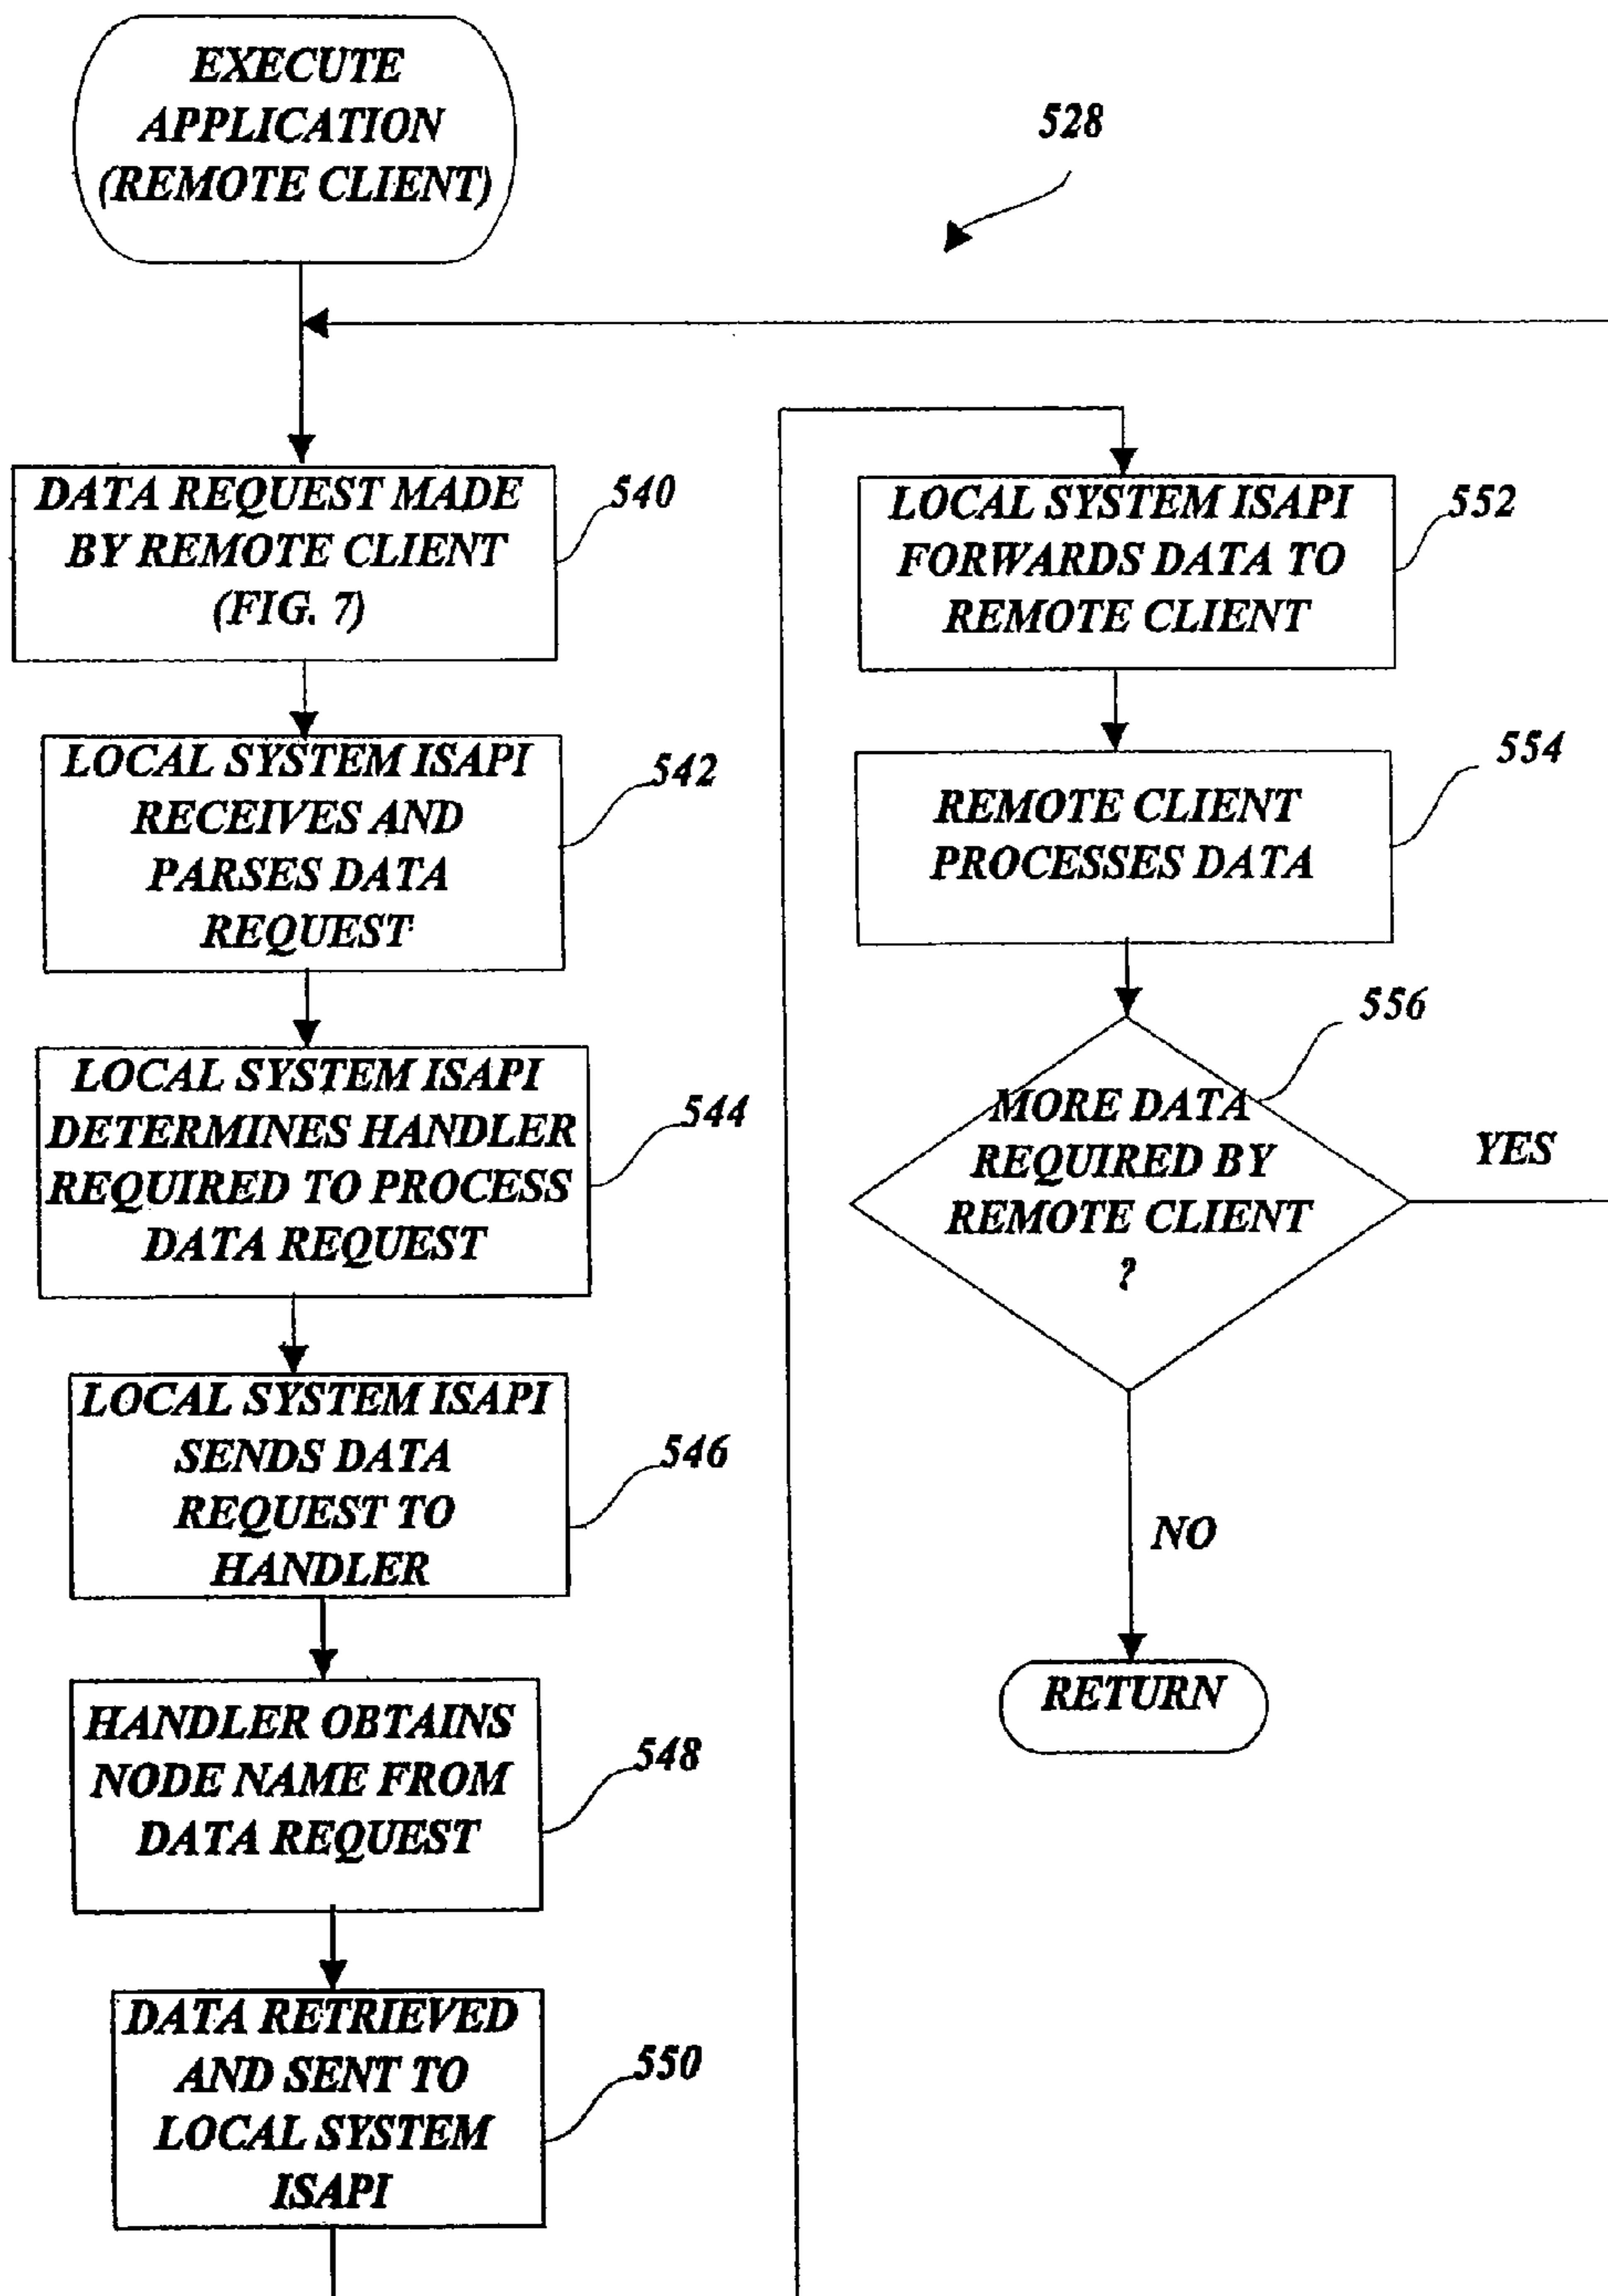 EXECUTE
APPLICATION
(REMOTE CLIENT)
528
DATA REQUEST MADE
BY REMOTE CLIENT
(FIG. 7)
540
LOCAL SYSTEM ISAPI
RECEIVES AND
PARSES DATA
REQUEST
542
LOCAL SYSTEM ISAPI
DETERMINES HANDLER
REQUIRED TO PROCESS
DATA REQUEST
544
LOCAL SYSTEM ISAPI
SENDS DATA
REQUEST TO
HANDLER
546
HANDLER OBTAINS
NODE NAME FROM
DATA REQUEST
548
DATA RETRIEVED
AND SENT TO
LOCAL SYSTEM
ISAPI
550
LOCAL SYSTEM ISAPI
FORWARDS DATA TO
REMOTE CLIENT
552
REMOTE CLIENT
PROCESSES DATA
554
MORE DATA
REQUIRED BY
REMOTE CLIENT
?
556
YES
NO
RETURN